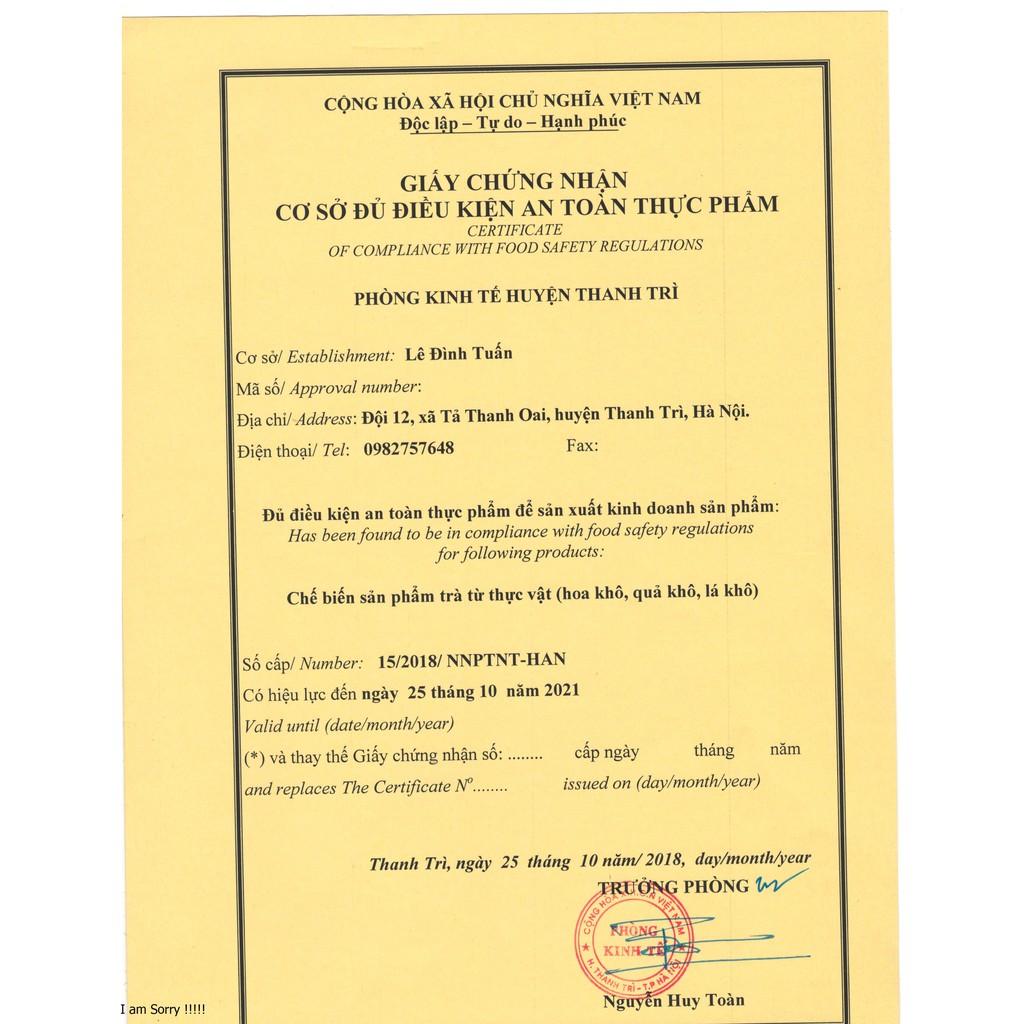 CỘNG HÒA XÃ HỘI CHỦ NGHĨA VIỆT NAM
Độc lập – Tự do – Hạnh phúc
GIẤY CHỨNG NHẬN
CƠ SỞ ĐỦ ĐIỀU KIỆN AN TOÀN THỰC PHẨM
CERTIFICATE
OF COMPLIANCE WITH FOOD SAFETY REGULATIONS
PHÒNG KINH TẾ HUYỆN THANH TRÌ
Cơ sở/ Establishment: Lê Đình Tuấn
Mã số/ Approval number:
Địa chỉ/ Address: Đội 12, xã Tả Thanh Oai, huyện Thanh Trì, Hà Nội.
Điện thoại/ Tel: 0982757648 Fax:
Đủ điều kiện an toàn thực phẩm để sản xuất kinh doanh sản phẩm:
Has been found to be in compliance with food safety regulations
for following products:
Chế biến sản phẩm trà từ thực vật (hoa khô, quả khô, lá khô)
Số cấp/ Number: 15/2018/ NNPTNT-HAN
Có hiệu lực đến ngày 25 tháng 10 năm 2021
Valid until (date/month/year)
(*) và thay thế Giấy chứng nhận số: ........ cấp ngày tháng năm
and replaces The Certificate Nº........ issued on (day/month/year)
Thanh Trì, ngày 25 tháng 10 năm/ 2018, day/month/year
TRƯỞNG PHÒNG
CỘNG HÒA X.H.C.N VIỆT NAM
PHÒNG
KINH TẾ
H. THANH TRÌ - T.P HÀ NỘI
Nguyễn Huy Toàn
I am Sorry !!!!!